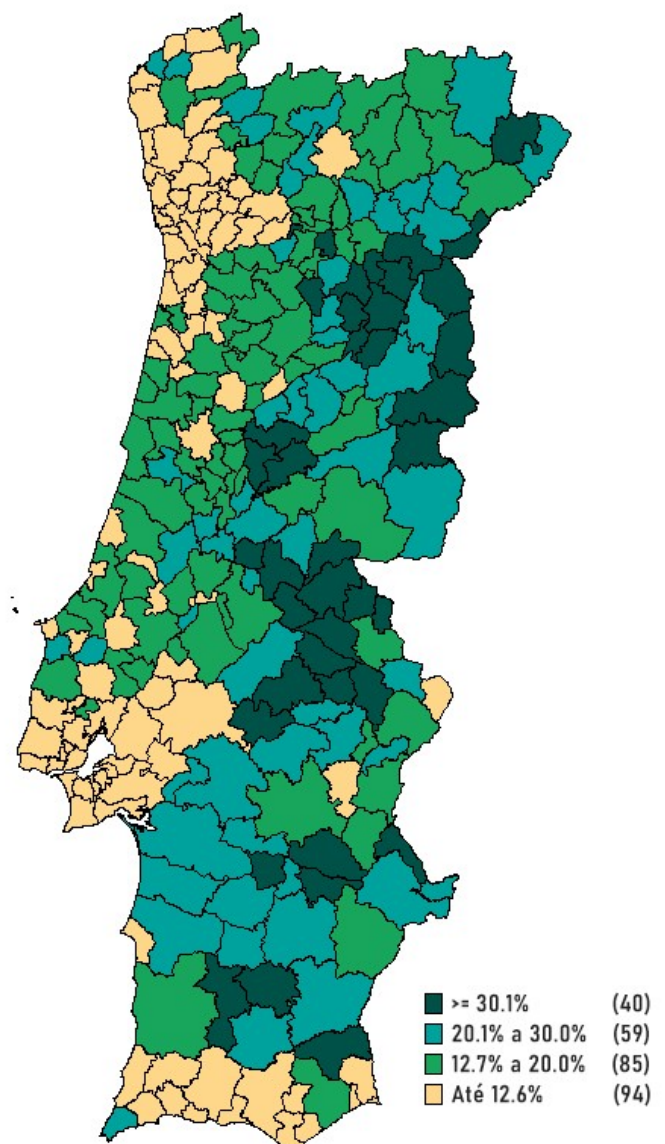 >= 30.1% (40)
20.1% a 30.0% (59)
12.7% a 20.0% (85)
Até 12.6% (94)